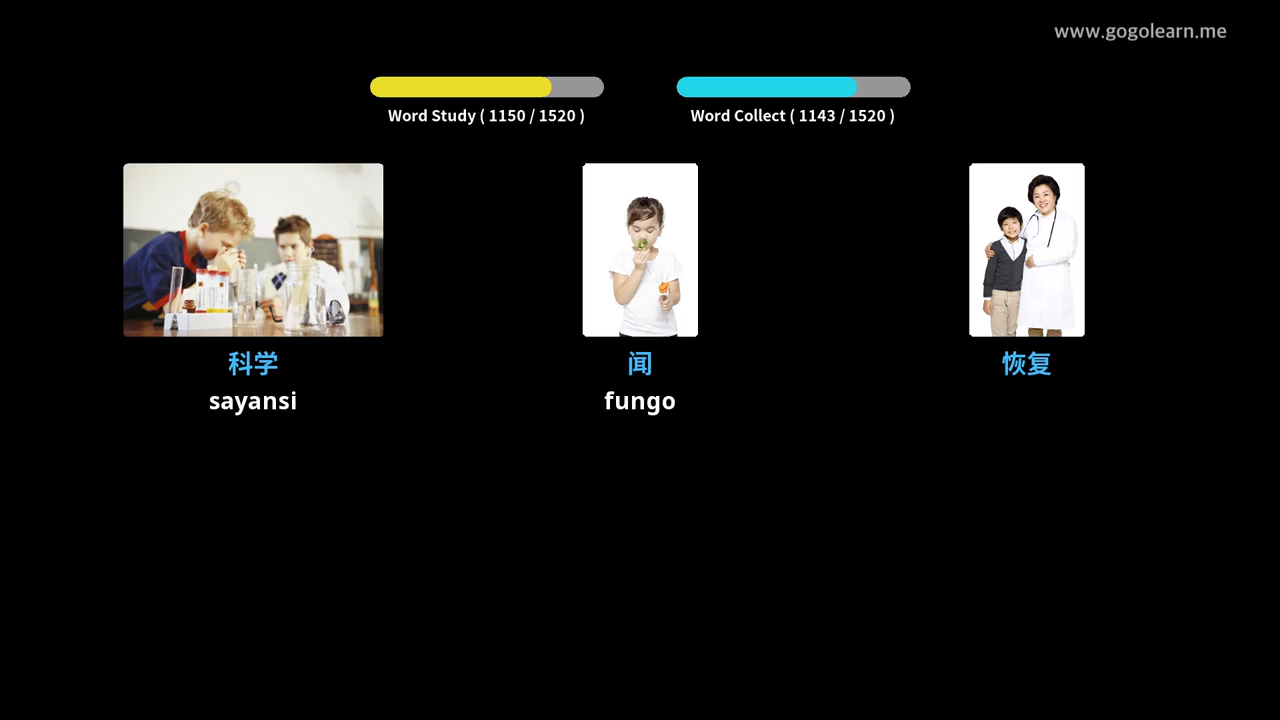 www.gogolearn.me
Word Study ( 1150 / 1520 )
Word Collect ( 1143 / 1520 )
科学
闻
恢复
sayansi
fungo